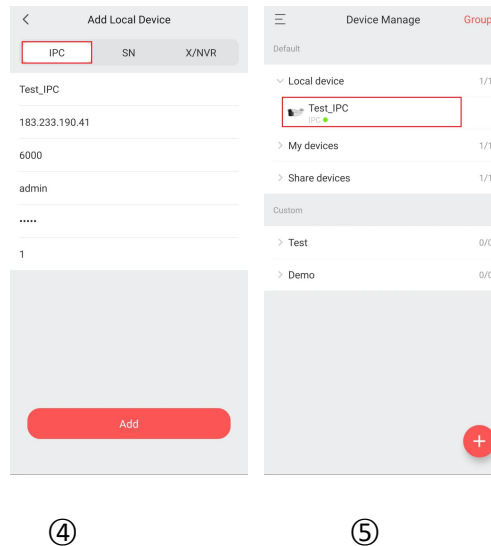 Add Local Device
IPC SN X/NVR
Test_IPC
183.233.190.41
6000
admin
•••••
1
Add
④
Device Manage Group
Default
Local device 1/1
Test_IPC
IPC
My devices 1/1
Share devices 1/1
Custom
Test 0/0
Demo 0/0
+
⑤